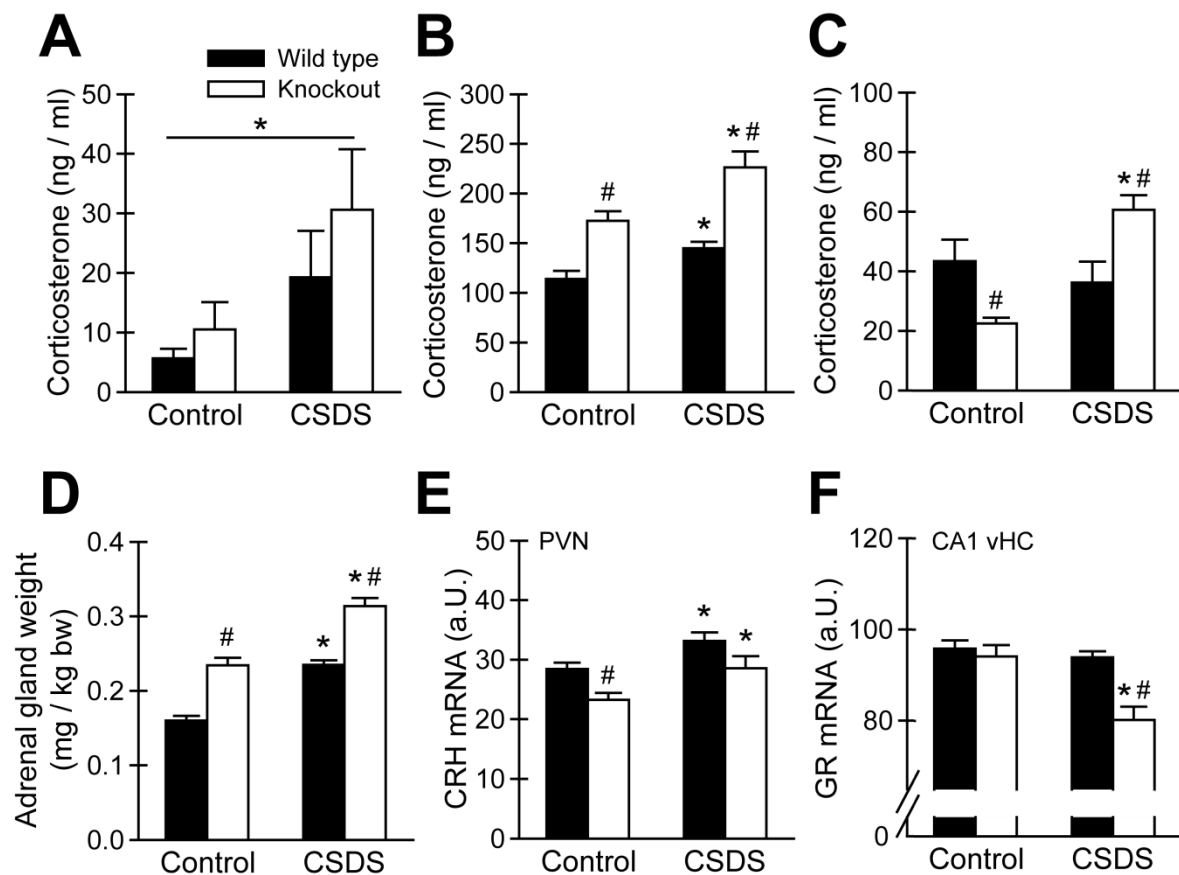 A
Wild type
Knockout
Corticosterone (ng / ml)
50
40
30
20
10
0
*
Control
CSDS
B
Corticosterone (ng / ml)
300
250
200
150
100
50
0
#
*
* #
Control
CSDS
C
Corticosterone (ng / ml)
100
80
60
40
20
0
#
* #
Control
CSDS
D
Adrenal gland weight
(mg / kg bw)
0.4
0.3
0.2
0.1
0.0
#
*
* #
Control
CSDS
E
PVN
CRH mRNA (a.U.)
50
40
30
20
10
0
#
*
*
Control
CSDS
F
CA1 vHC
GR mRNA (a.U.)
120
100
80
0
* #
Control
CSDS